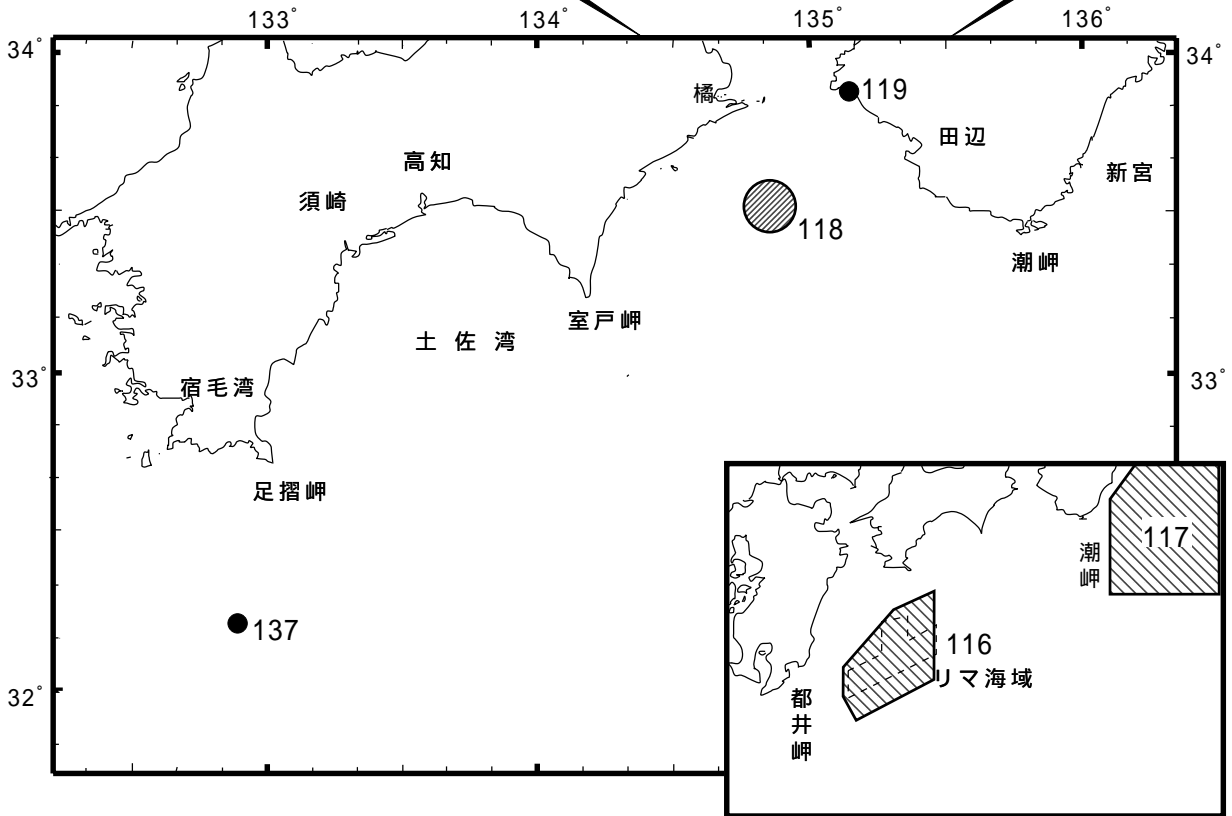 133°
134°
135°
136°
34°
34°
橘
119
田辺
高知
新宮
須崎
118
潮岬
室戸岬
土佐湾
33°
33°
宿毛湾
足摺岬
117
潮岬
137
116
リマ海域
32°
都井岬